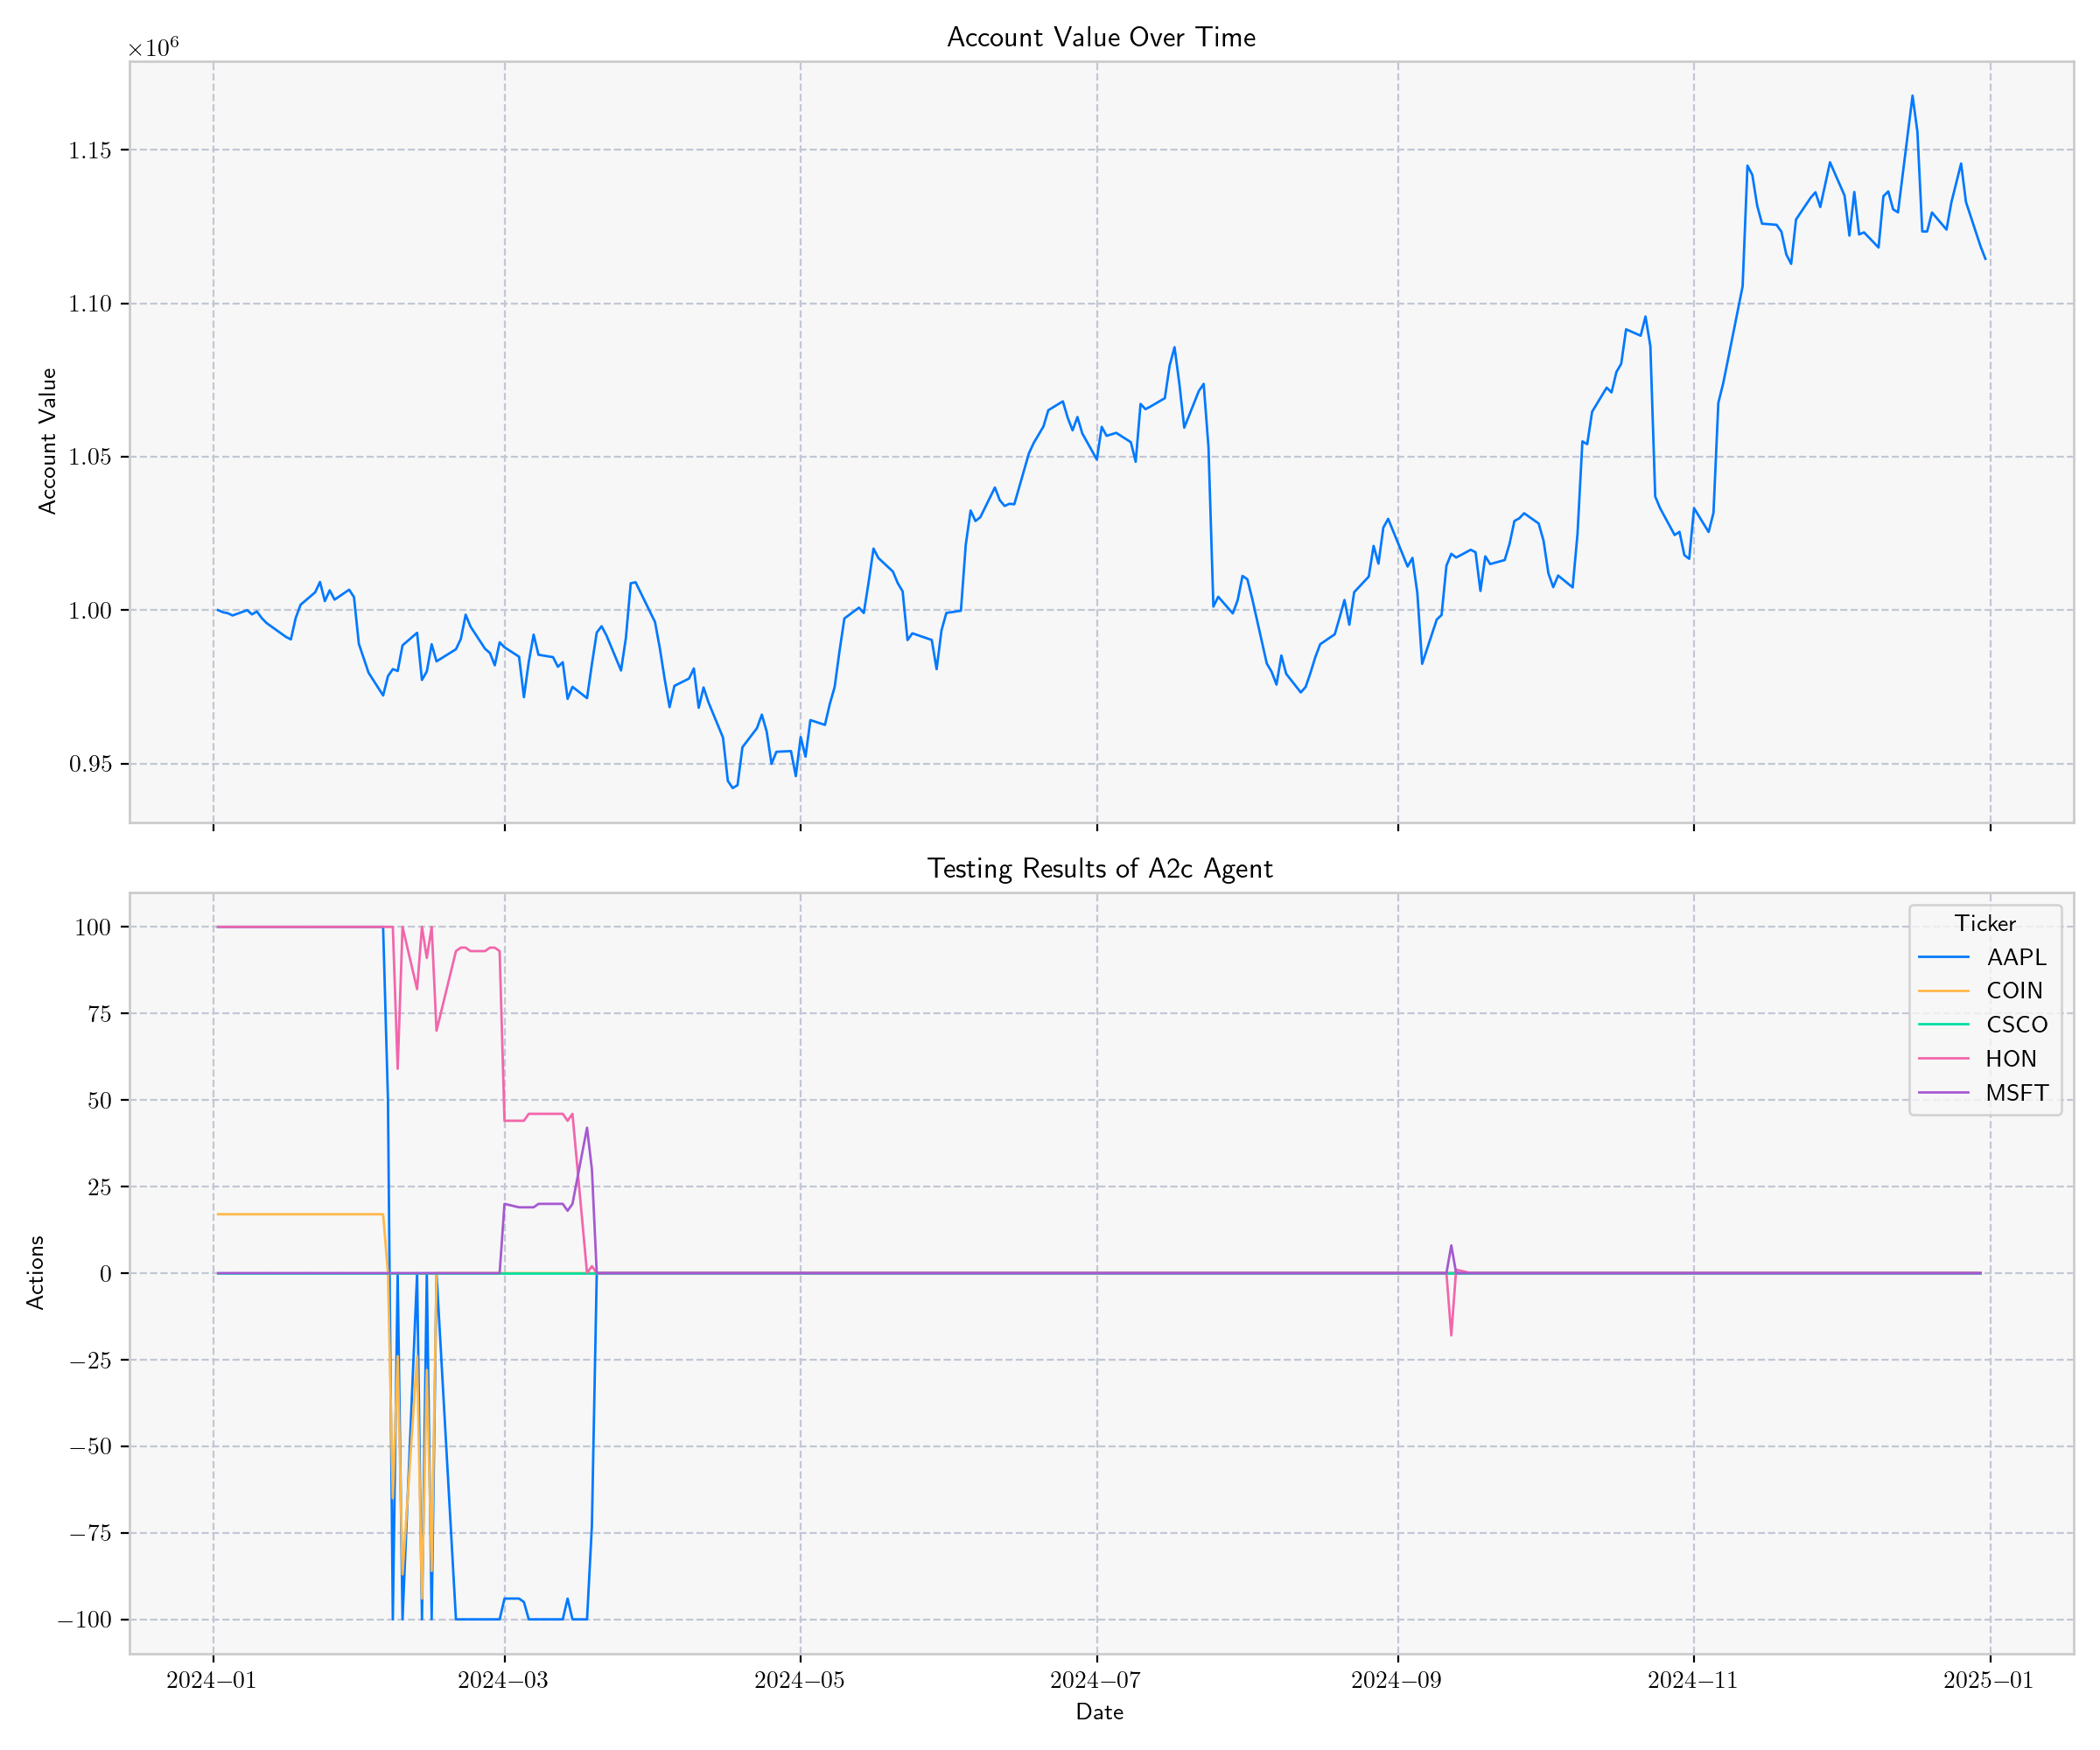 Account Value Over Time
×10⁶
1.15
1.10
1.05
1.00
0.95
Account Value
Testing Results of A2c Agent
100
75
50
25
0
−25
−50
−75
−100
Actions
Ticker
AAPL
COIN
CSCO
HON
MSFT
2024−01
2024−03
2024−05
2024−07
2024−09
2024−11
2025−01
Date